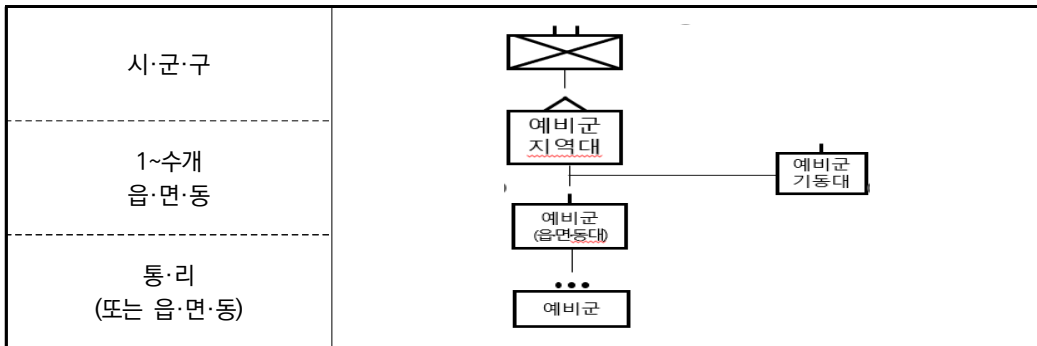 시·군·구
1~수개
읍·면·동
통·리
(또는 읍·면·동)
예비군
지역대
예비군
기동대
예비군
(읍·면·동대)
예비군